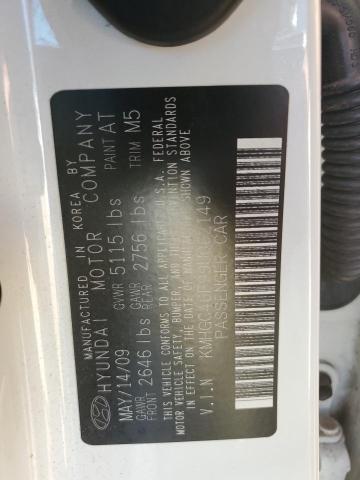 MANUFACTURED IN KOREA BY
HYUNDAI MOTOR COMPANY
MAY/14/09 GVWR 5115 lbs PAINT AT
GAWR FRONT 2646 lbs GAWR REAR 2756 lbs TRIM M5
THIS VEHICLE CONFORMS TO ALL APPLICABLE U.S.A. FEDERAL
MOTOR VEHICLE SAFETY, BUMPER, AND THEFT PREVENTION STANDARDS
IN EFFECT ON THE DATE OF MANUFACTURE SHOWN ABOVE
V.I.N
PASSENGER CAR